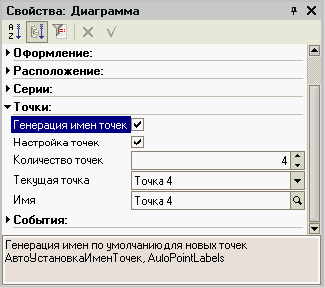 Свойства: Диаграмма
Оформление:
Расположение:
Серии:
Точки:
Генерация имен точек
Настройка точек
Количество точек 4
Текущая точка Точка 4
Имя Точка 4
События:
Генерация имен по умолчанию для новых точек
АвтоУстановкаИменТочек, AutoPointLabels